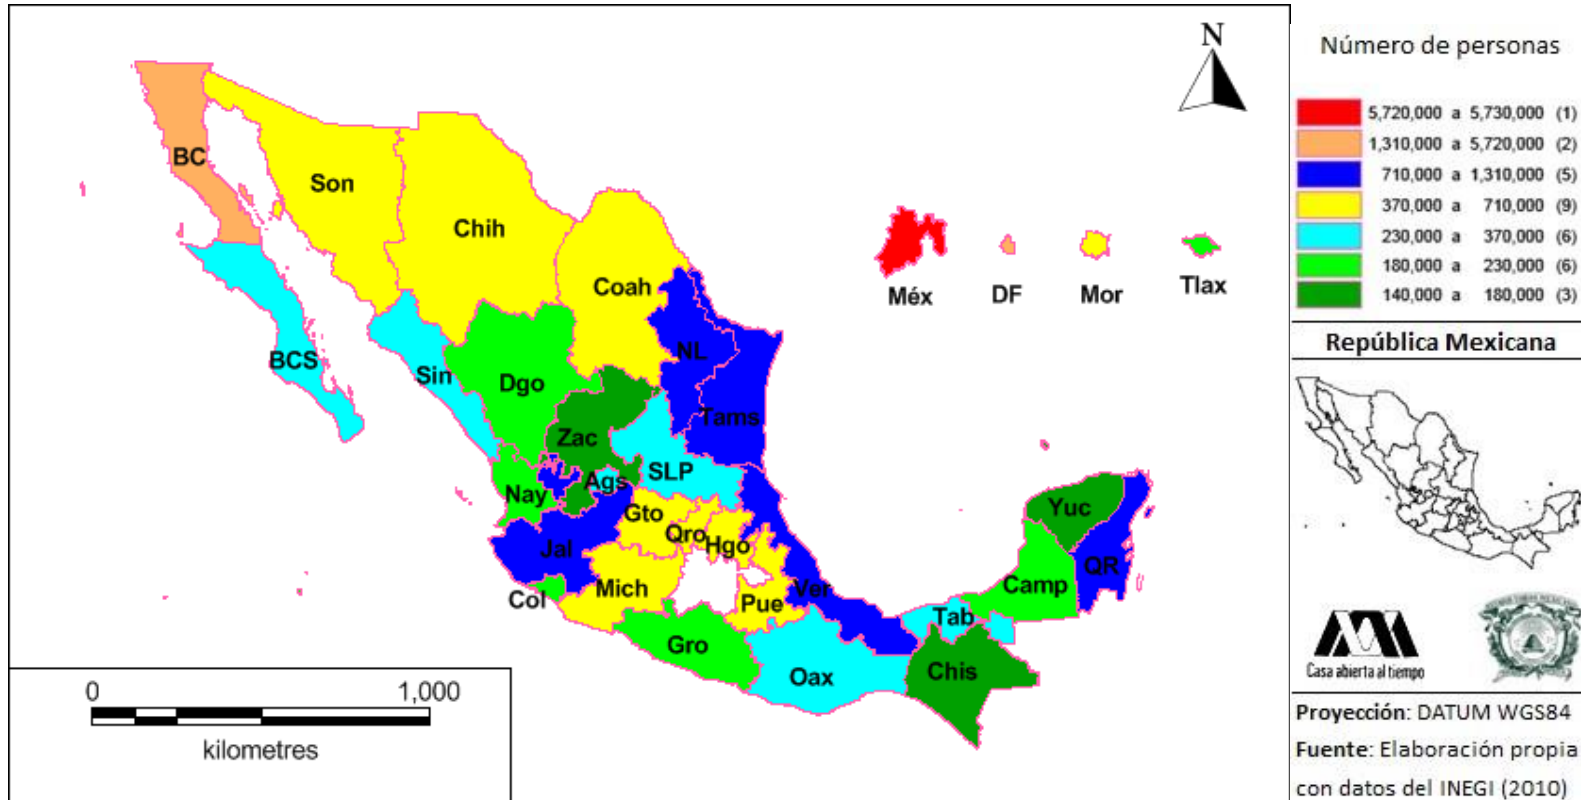 N
BC
Son
Chih
Coah
BCS
Sin
Dgo
NL
Tams
Zac
Ags
SLP
Nay
Gto
Qro
Hgo
Jal
Col
Mich
Pue
Ver
Gro
Oax
Tab
Chis
Camp
Yuc
QR
Méx
DF
Mor
Tlax
0 1,000
kilometres
Número de personas
5,720,000 a 5,730,000 (1)
1,310,000 a 5,720,000 (2)
710,000 a 1,310,000 (5)
370,000 a 710,000 (9)
230,000 a 370,000 (6)
180,000 a 230,000 (6)
140,000 a 180,000 (3)
República Mexicana
Casa abierta al tiempo
Proyección: DATUM WGS84
Fuente: Elaboración propia
con datos del INEGI (2010)